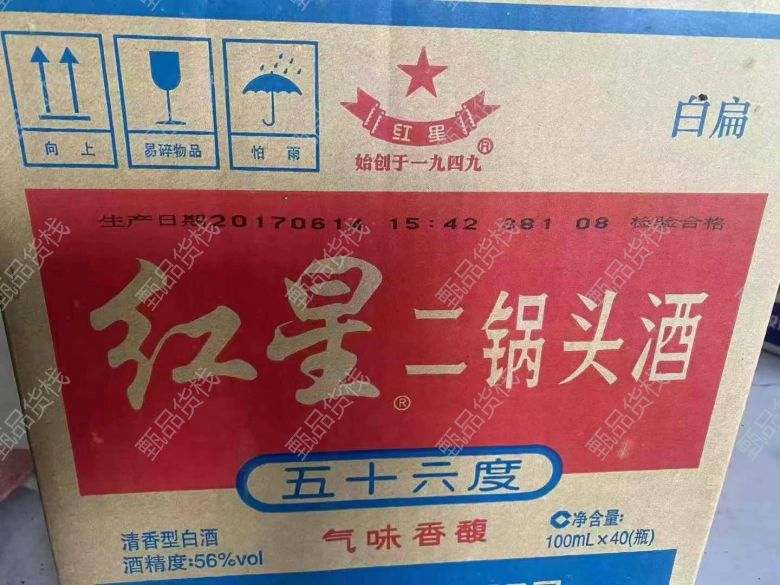 向上
易碎物品
怕雨
红星®
始创于一九四九
白扁
生产日期20170614 15:42 381 08 检验合格
红星®二锅头酒
五十六度
清香型白酒
酒精度:56%vol
气味香馥
净含量:
100mL×40(瓶)
甄品货栈